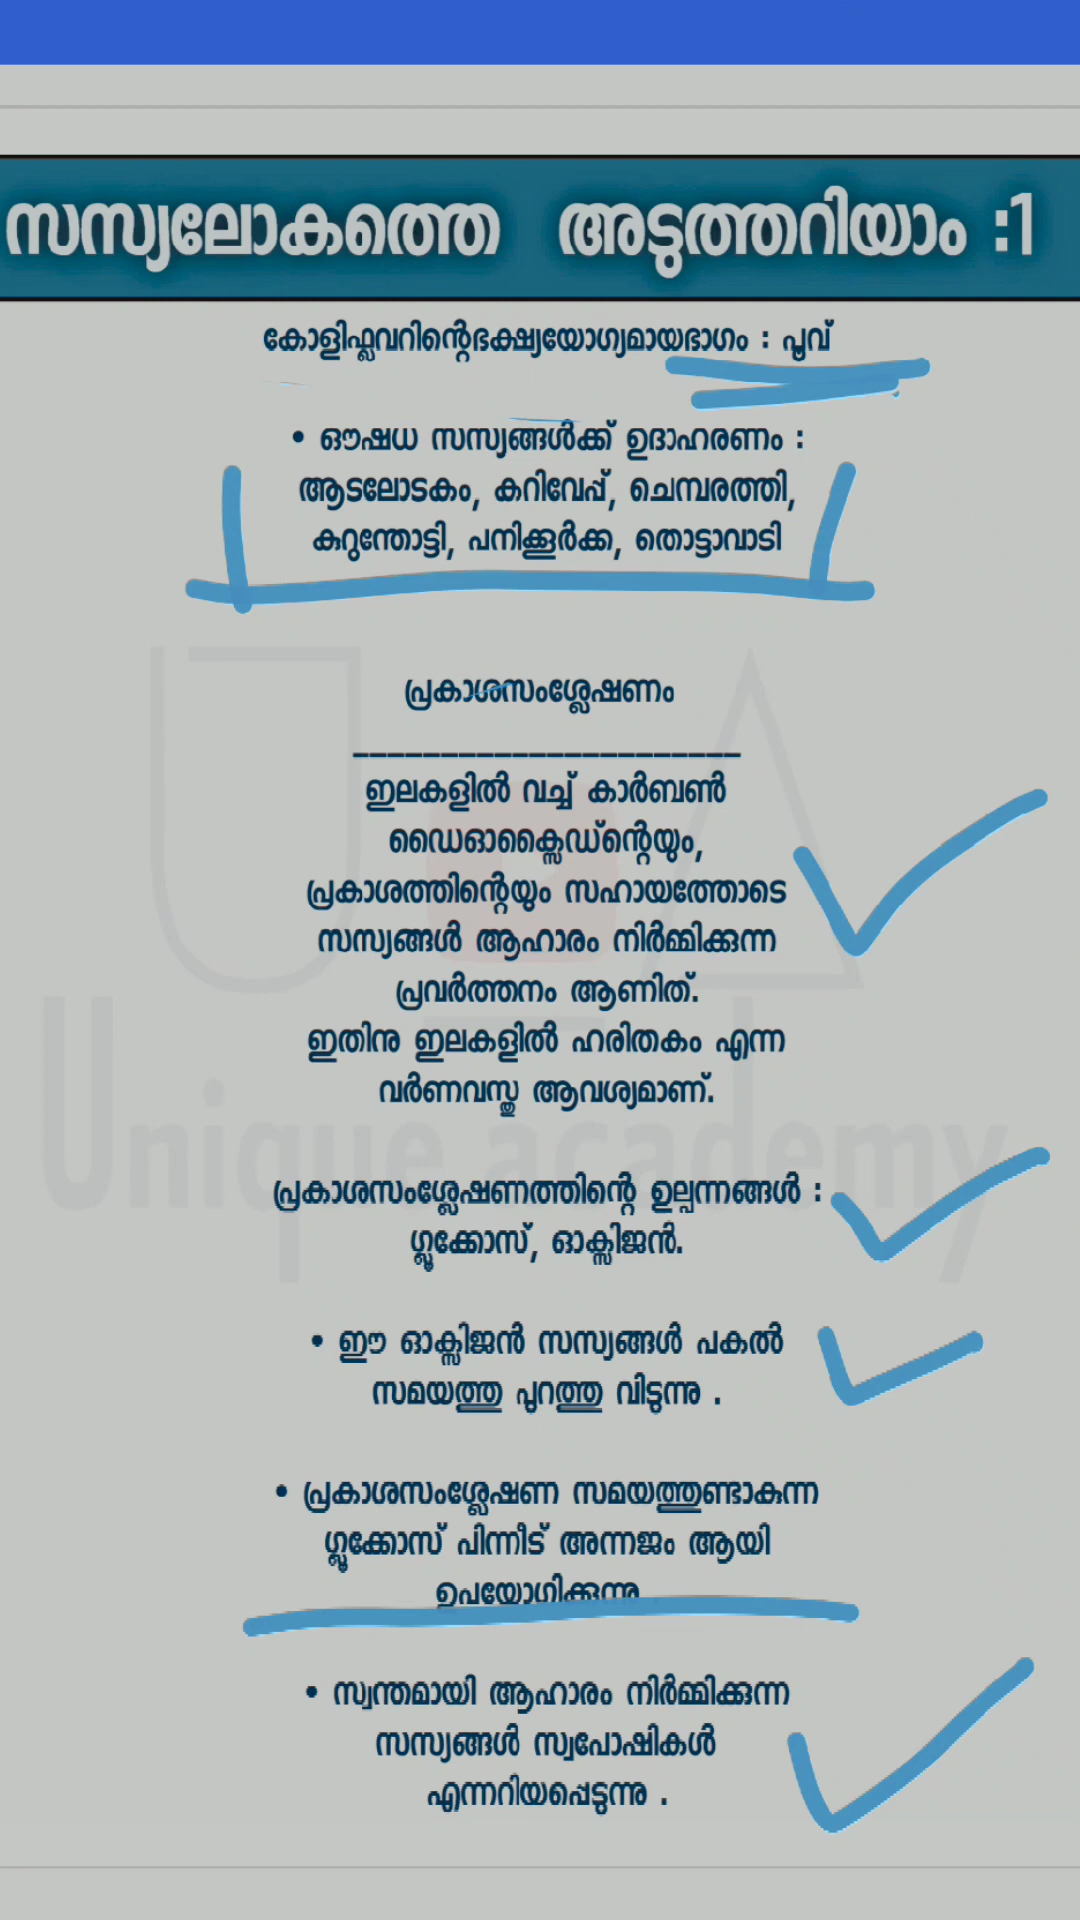 സസ്യലോകത്തെ അടുത്തറിയാം :1
കോളിഫ്ലവറിന്റെഭക്ഷ്യയോഗ്യമായഭാഗം : പൂവ്
• ഔഷധ സസ്യങ്ങൾക്ക് ഉദാഹരണം :
ആടലോടകം, കറിവേപ്പ്, ചെമ്പരത്തി,
കുറുന്തോട്ടി, പനിക്കൂർക്ക, തൊട്ടാവാടി
പ്രകാശസംശ്ലേഷണം
______________________
ഇലകളിൽ വച്ച് കാർബൺ
ഡൈഓക്സൈഡ്ന്റെയും,
പ്രകാശത്തിന്റെയും സഹായത്തോടെ
സസ്യങ്ങൾ ആഹാരം നിർമ്മിക്കുന്ന
പ്രവർത്തനം ആണിത്.
ഇതിനു ഇലകളിൽ ഹരിതകം എന്ന
വർണവസ്തു ആവശ്യമാണ്.
Unique academy
പ്രകാശസംശ്ലേഷണത്തിന്റെ ഉല്പന്നങ്ങൾ :
ഗ്ലൂക്കോസ്, ഓക്സിജൻ.
• ഈ ഓക്സിജൻ സസ്യങ്ങൾ പകൽ
സമയത്തു പുറത്തു വിടുന്നു .
• പ്രകാശസംശ്ലേഷണ സമയത്തുണ്ടാകുന്ന
ഗ്ലൂക്കോസ് പിന്നീട് അന്നജം ആയി
ഉപയോഗിക്കുന്നു .
• സ്വന്തമായി ആഹാരം നിർമ്മിക്കുന്ന
സസ്യങ്ങൾ സ്വപോഷികൾ
എന്നറിയപ്പെടുന്നു .